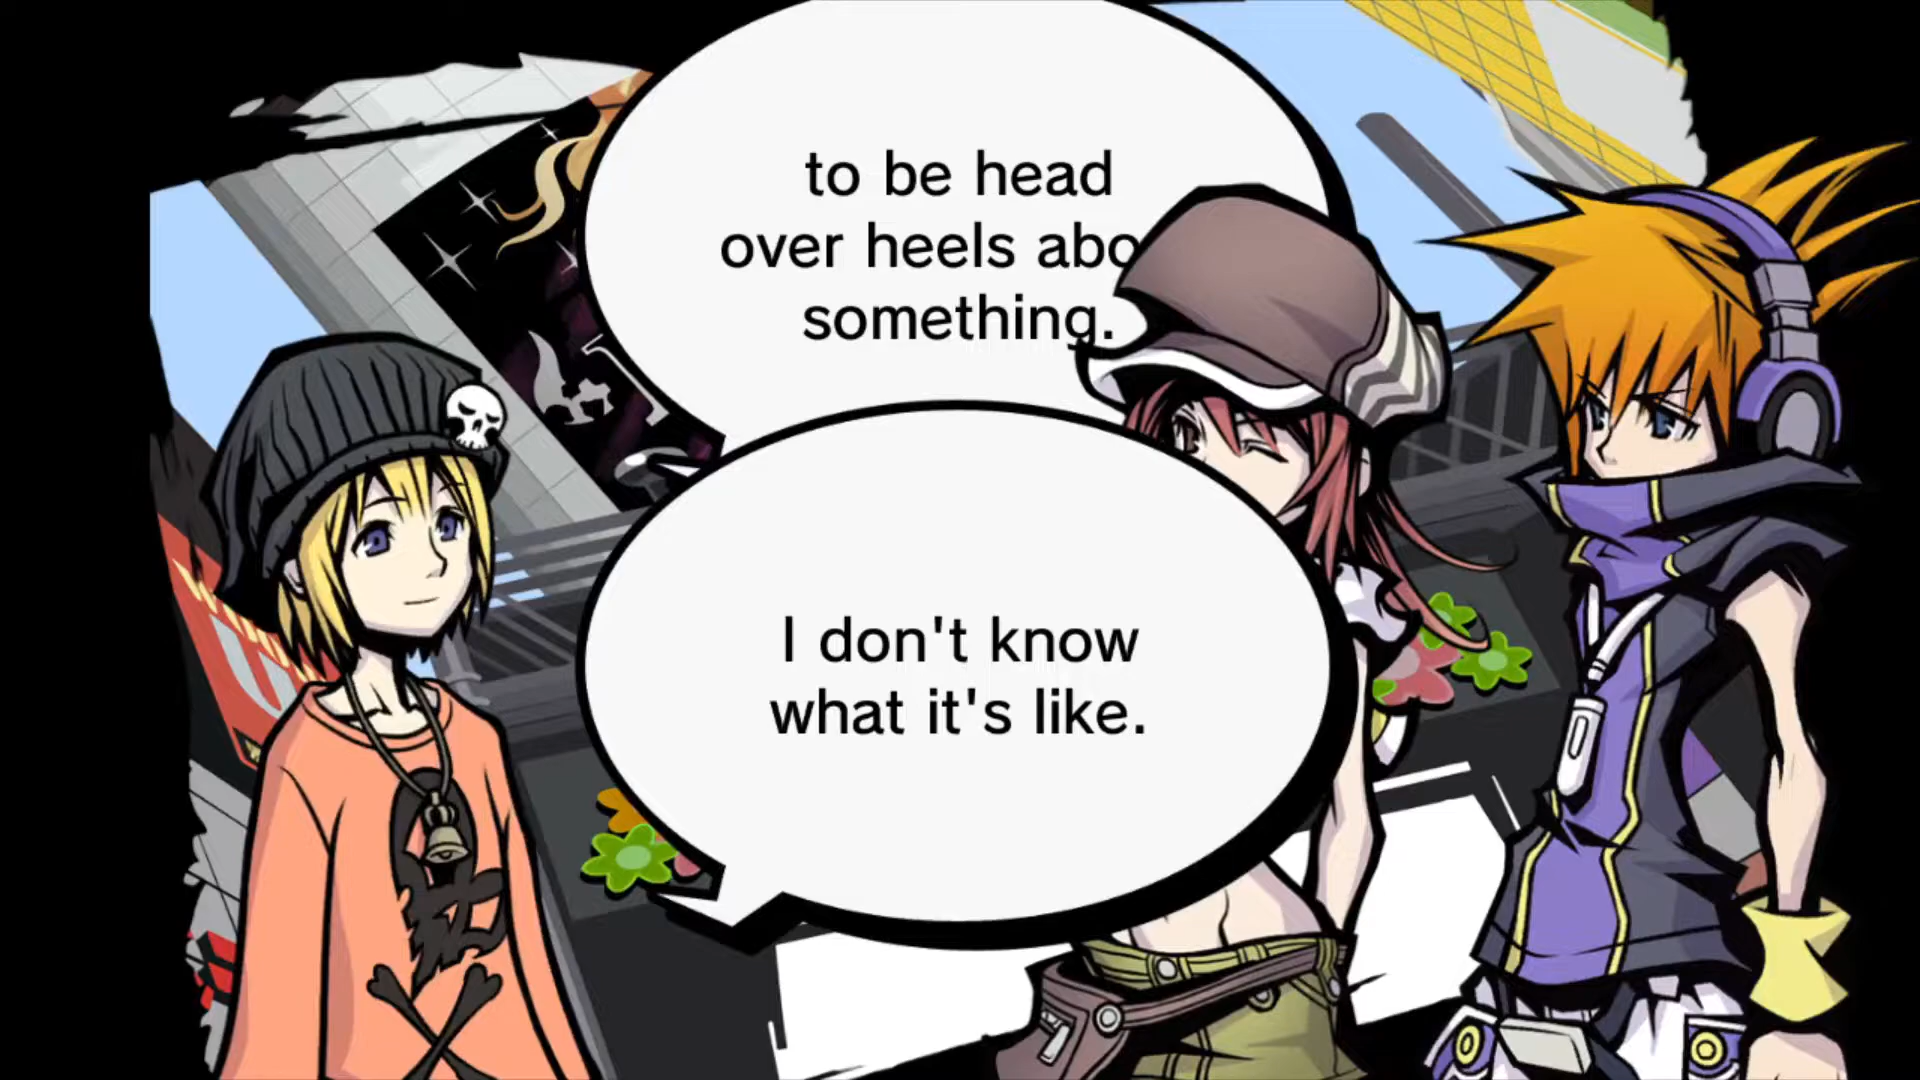 to be head
over heels abo
something.
I don't know
what it's like.